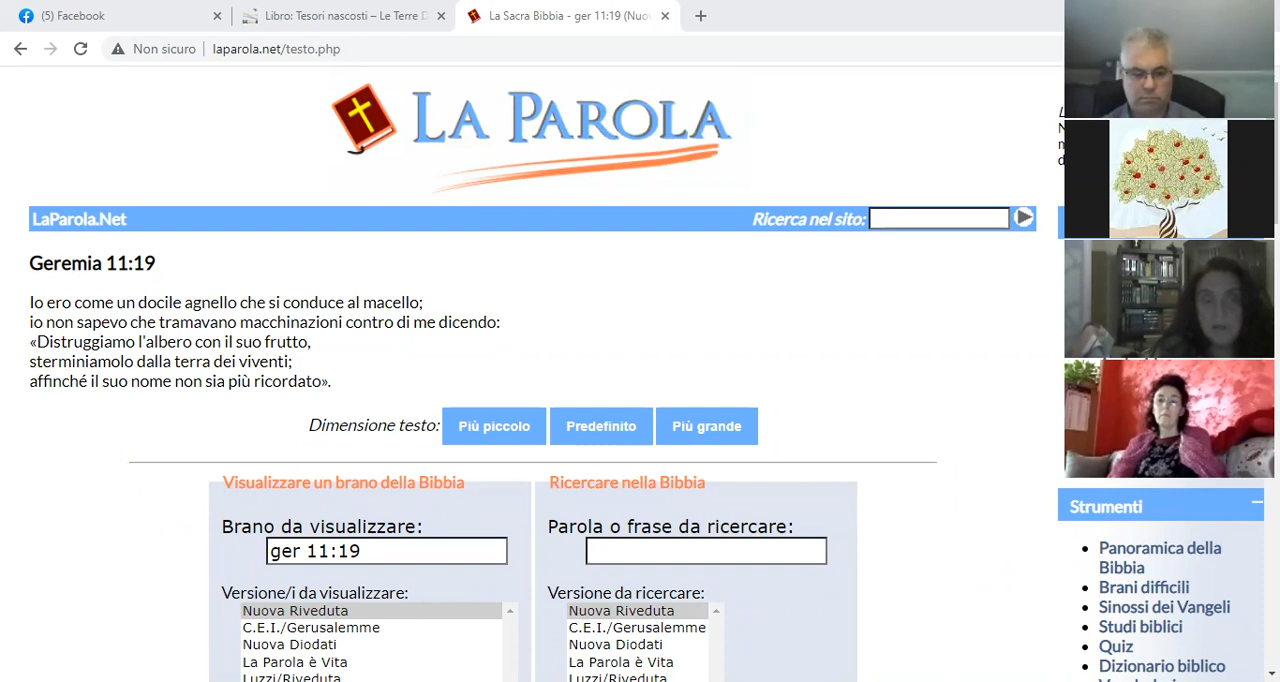 (5) Facebook
Libro: Tesori nascosti – Le Terre D
La Sacra Bibbia - ger 11:19 (Nuo
Non sicuro
laparola.net/testo.php
LA PAROLA
LaParola.Net
Ricerca nel sito:
Geremia 11:19
Io ero come un docile agnello che si conduce al macello;
io non sapevo che tramavano macchinazioni contro di me dicendo:
«Distruggiamo l'albero con il suo frutto,
sterminiamolo dalla terra dei viventi;
affinché il suo nome non sia più ricordato».
Dimensione testo: Più piccolo Predefinito Più grande
Visualizzare un brano della Bibbia
Brano da visualizzare:
ger 11:19
Versione/i da visualizzare:
Nuova Riveduta
C.E.I./Gerusalemme
Nuova Diodati
La Parola è Vita
Luzzi/Riveduta
Ricercare nella Bibbia
Parola o frase da ricercare:
Versione da ricercare:
Nuova Riveduta
C.E.I./Gerusalemme
Nuova Diodati
La Parola è Vita
Luzzi/Riveduta
Strumenti
Panoramica della
Bibbia
Brani difficili
Sinossi dei Vangeli
Studi biblici
Quiz
Dizionario biblico